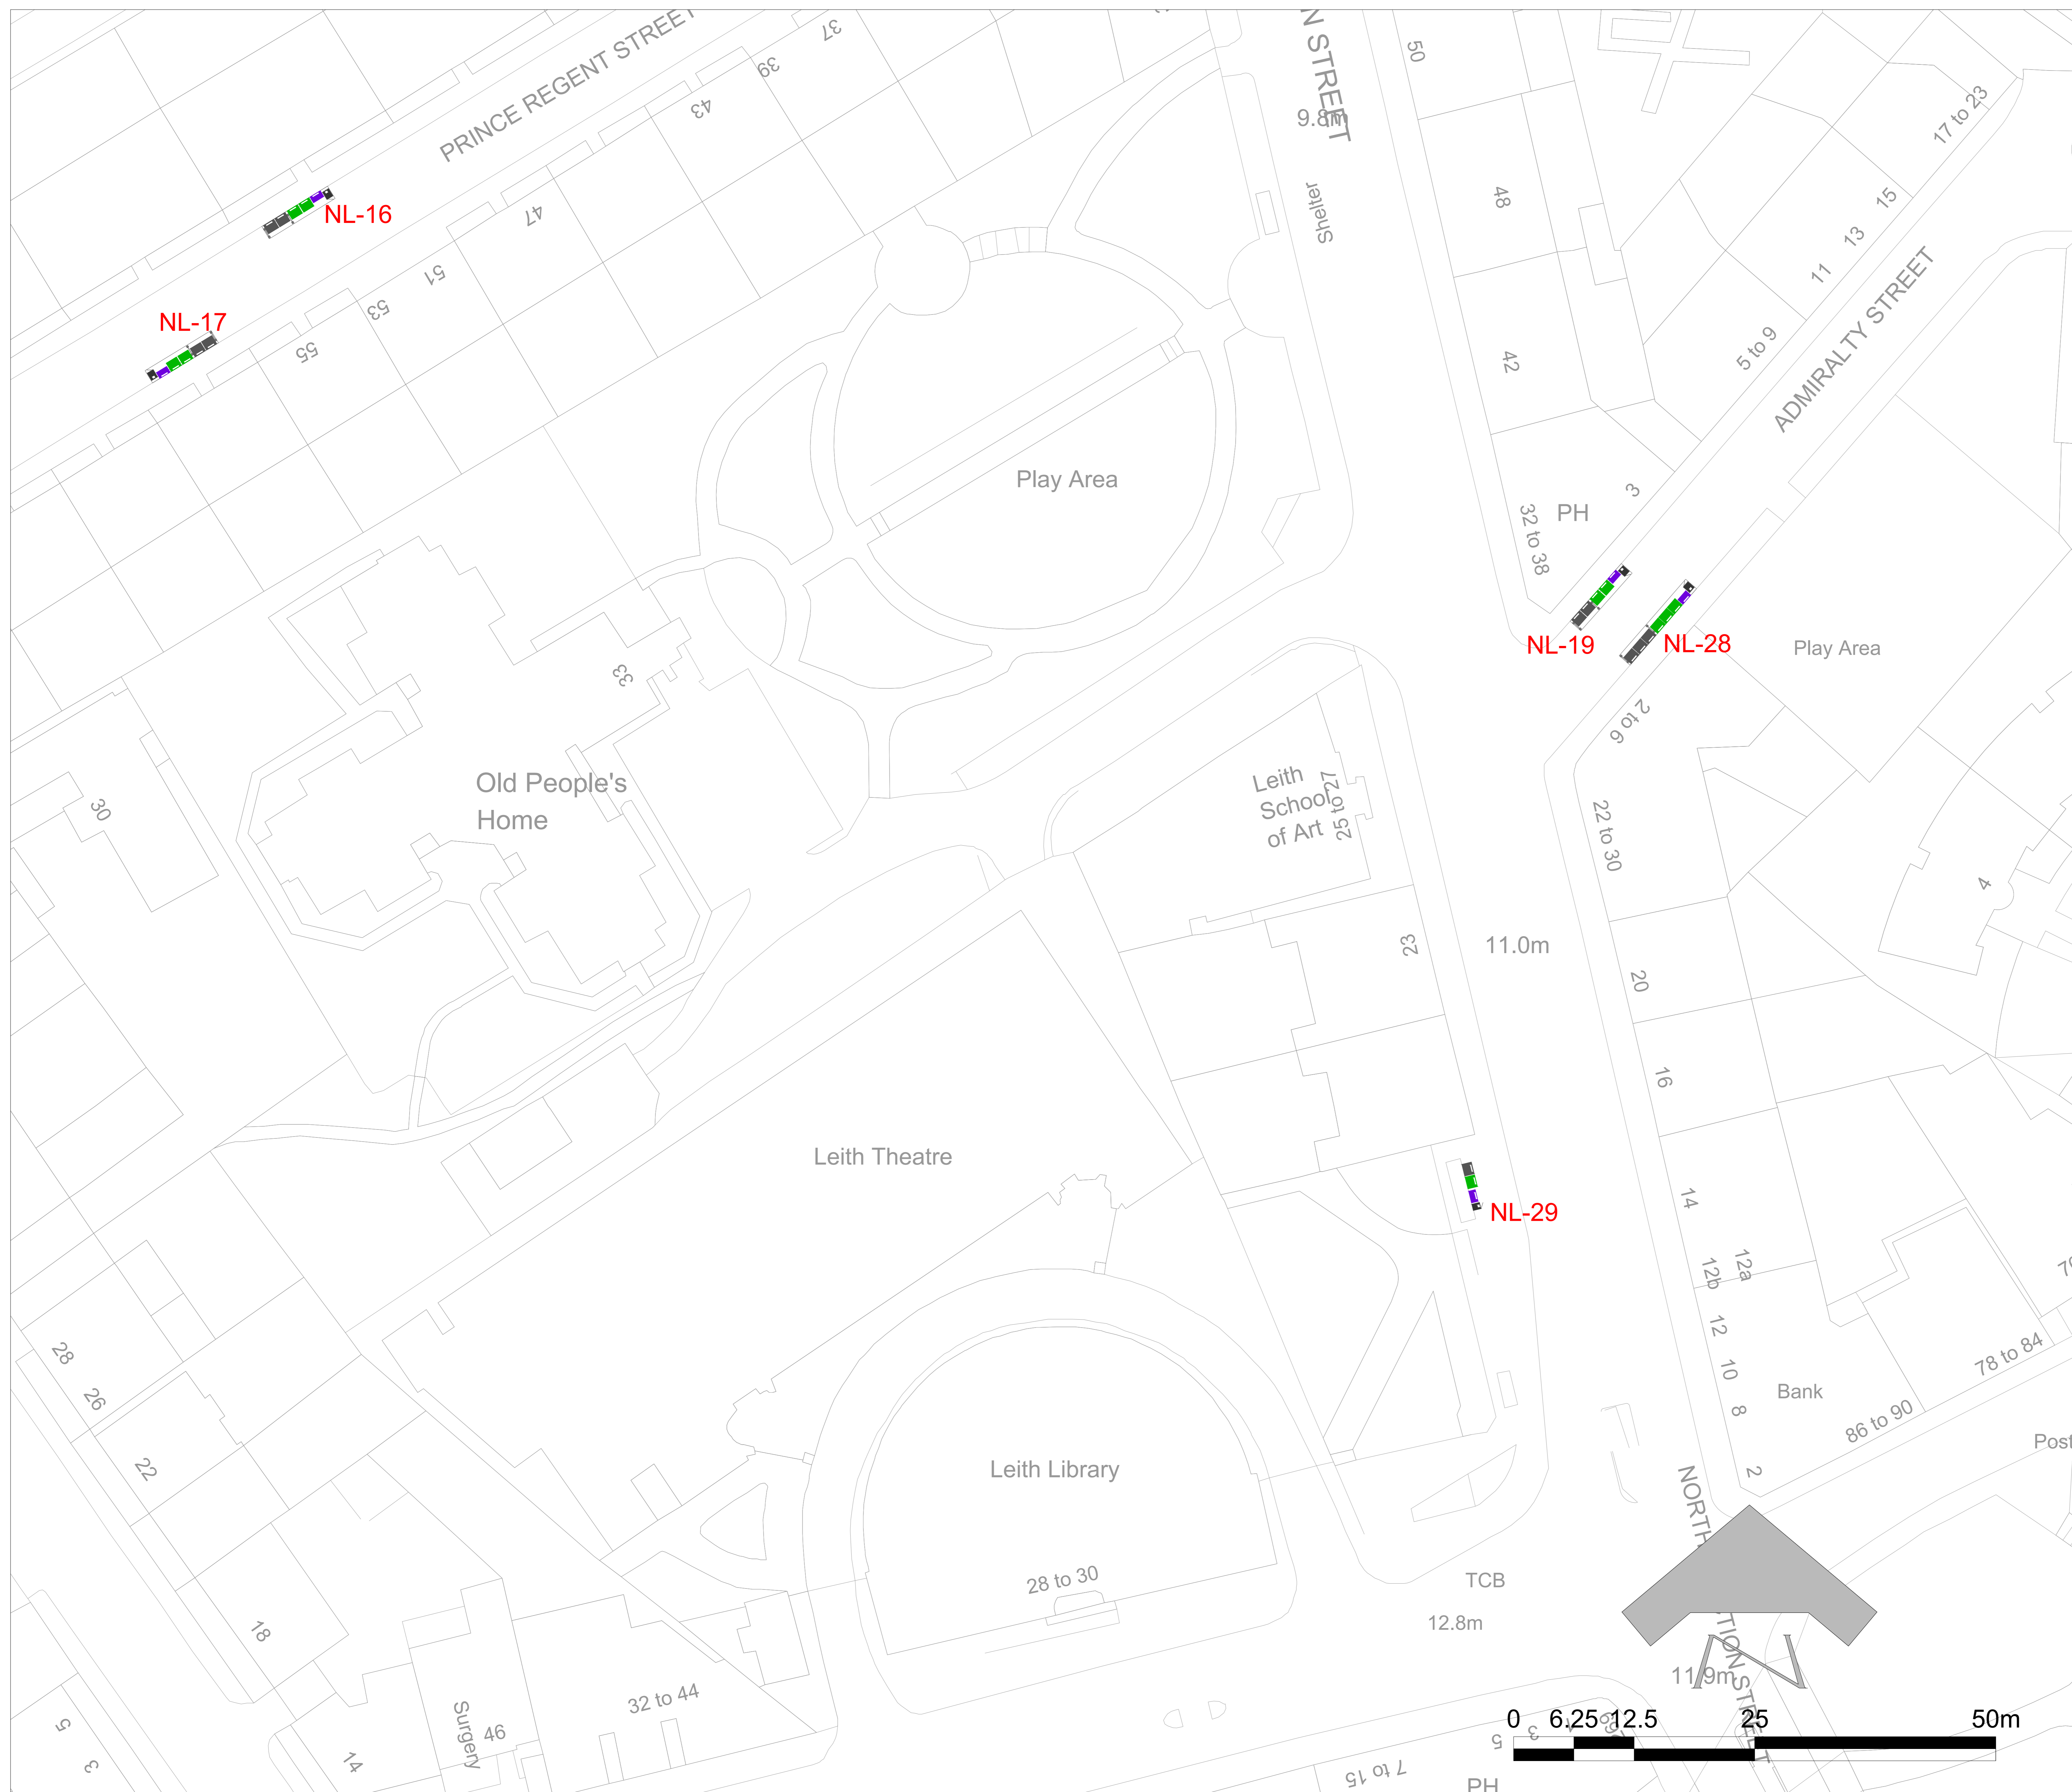 PRINCE REGENT STREET
37
39
43
47
51
53
55
NL-16
NL-17
N STREET
9.8m
Shelter
50
48
42
32 to 38
PH
3
5 to 9
11
13
15
17 to 23
ADMIRALTY STREET
NL-19
NL-28
Play Area
Play Area
2 to 6
33
Old People's
Home
30
Leith
School
of Art
25 to 27
22 to 30
4
23
11.0m
20
16
14
12a
12b
12
10
8
2
NL-29
Leith Theatre
Leith Library
28 to 30
28
26
22
18
14
5
3
Surgery
46
32 to 44
Bank
78 to 84
86 to 90
Post
NORTH
CTION STREET
TCB
12.8m
11.9m
N
0 6.25 12.5 25 50m
5
3
7 to 15
PH